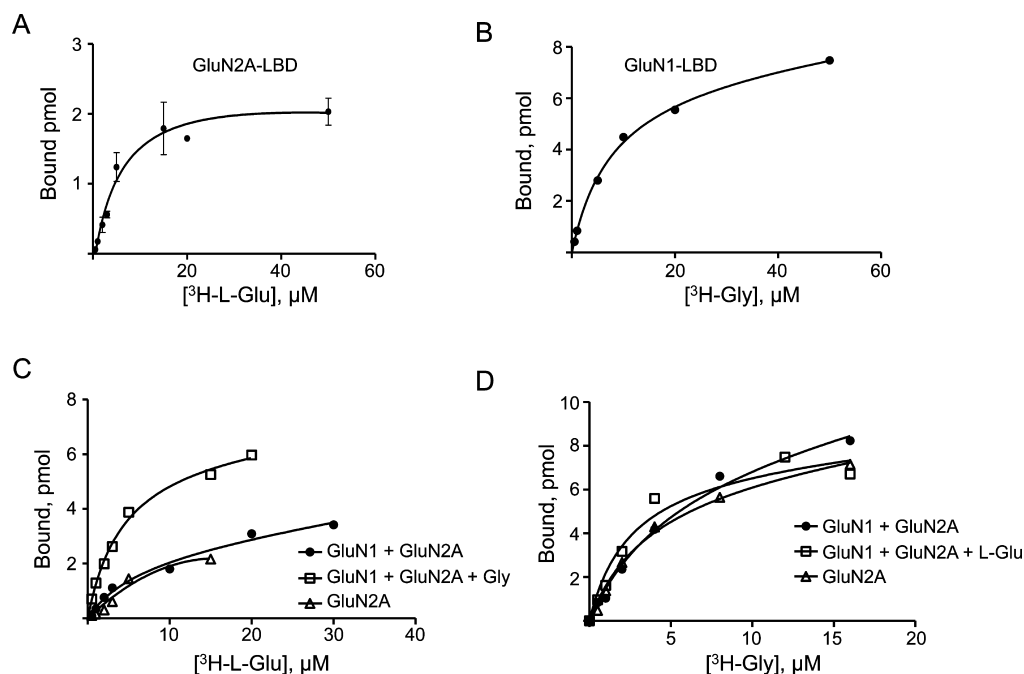 A
3
2
1
20
40
60
Bound pmol
GluN2A-LBD
[³H-L-Glu], µM
B
8
6
4
2
20
40
60
Bound, pmol
GluN1-LBD
[³H-Gly], µM
C
8
6
4
2
10
20
30
40
Bound, pmol
GluN1 + GluN2A
GluN1 + GluN2A + Gly
GluN2A
[³H-L-Glu], µM
D
10
8
6
4
2
5
10
15
20
Bound, pmol
GluN1 + GluN2A
GluN1 + GluN2A + L-Glu
GluN2A
[³H-Gly], µM